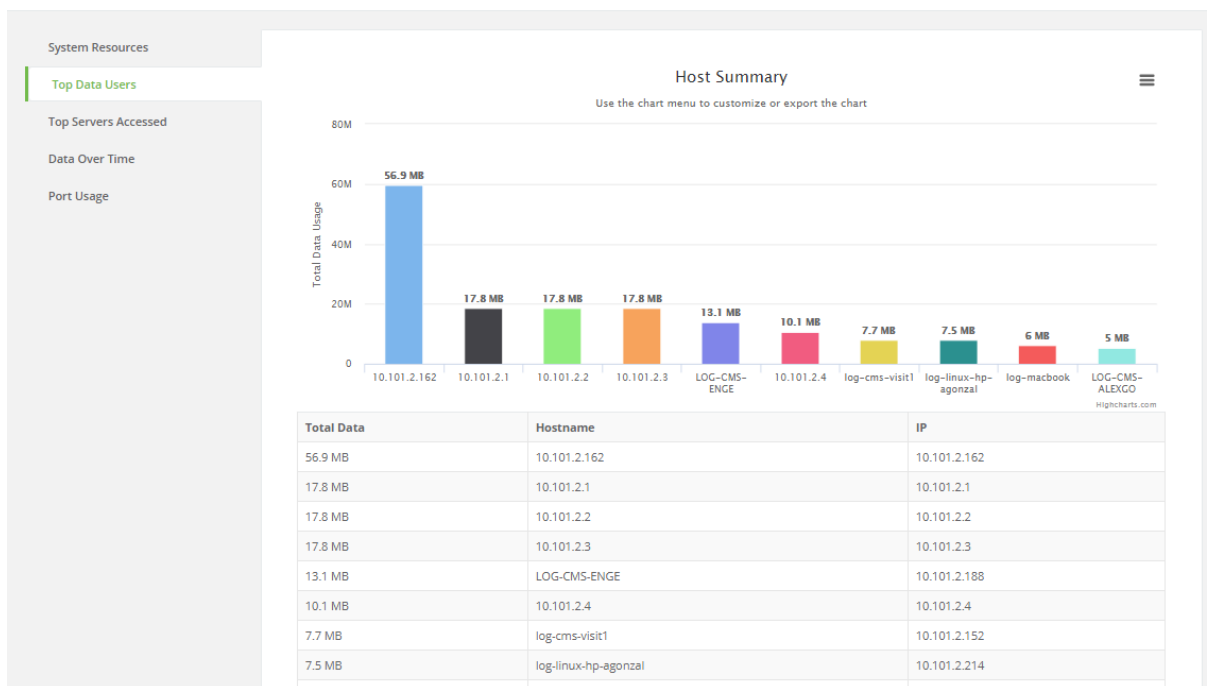 System Resources
Top Data Users
Top Servers Accessed
Data Over Time
Port Usage
Host Summary
Use the chart menu to customize or export the chart
Total Data Usage
80M
60M
40M
20M
0
56.9 MB
17.8 MB
17.8 MB
17.8 MB
13.1 MB
10.1 MB
7.7 MB
7.5 MB
6 MB
5 MB
10.101.2.162
10.101.2.1
10.101.2.2
10.101.2.3
LOG-CMS-
ENGE
10.101.2.4
log-cms-visit1
log-linux-hp-
agonzal
log-macbook
LOG-CMS-
ALEXGO
Highcharts.com
Total Data Hostname IP
56.9 MB 10.101.2.162 10.101.2.162
17.8 MB 10.101.2.1 10.101.2.1
17.8 MB 10.101.2.2 10.101.2.2
17.8 MB 10.101.2.3 10.101.2.3
13.1 MB LOG-CMS-ENGE 10.101.2.188
10.1 MB 10.101.2.4 10.101.2.4
7.7 MB log-cms-visit1 10.101.2.152
7.5 MB log-linux-hp-agonzal 10.101.2.214